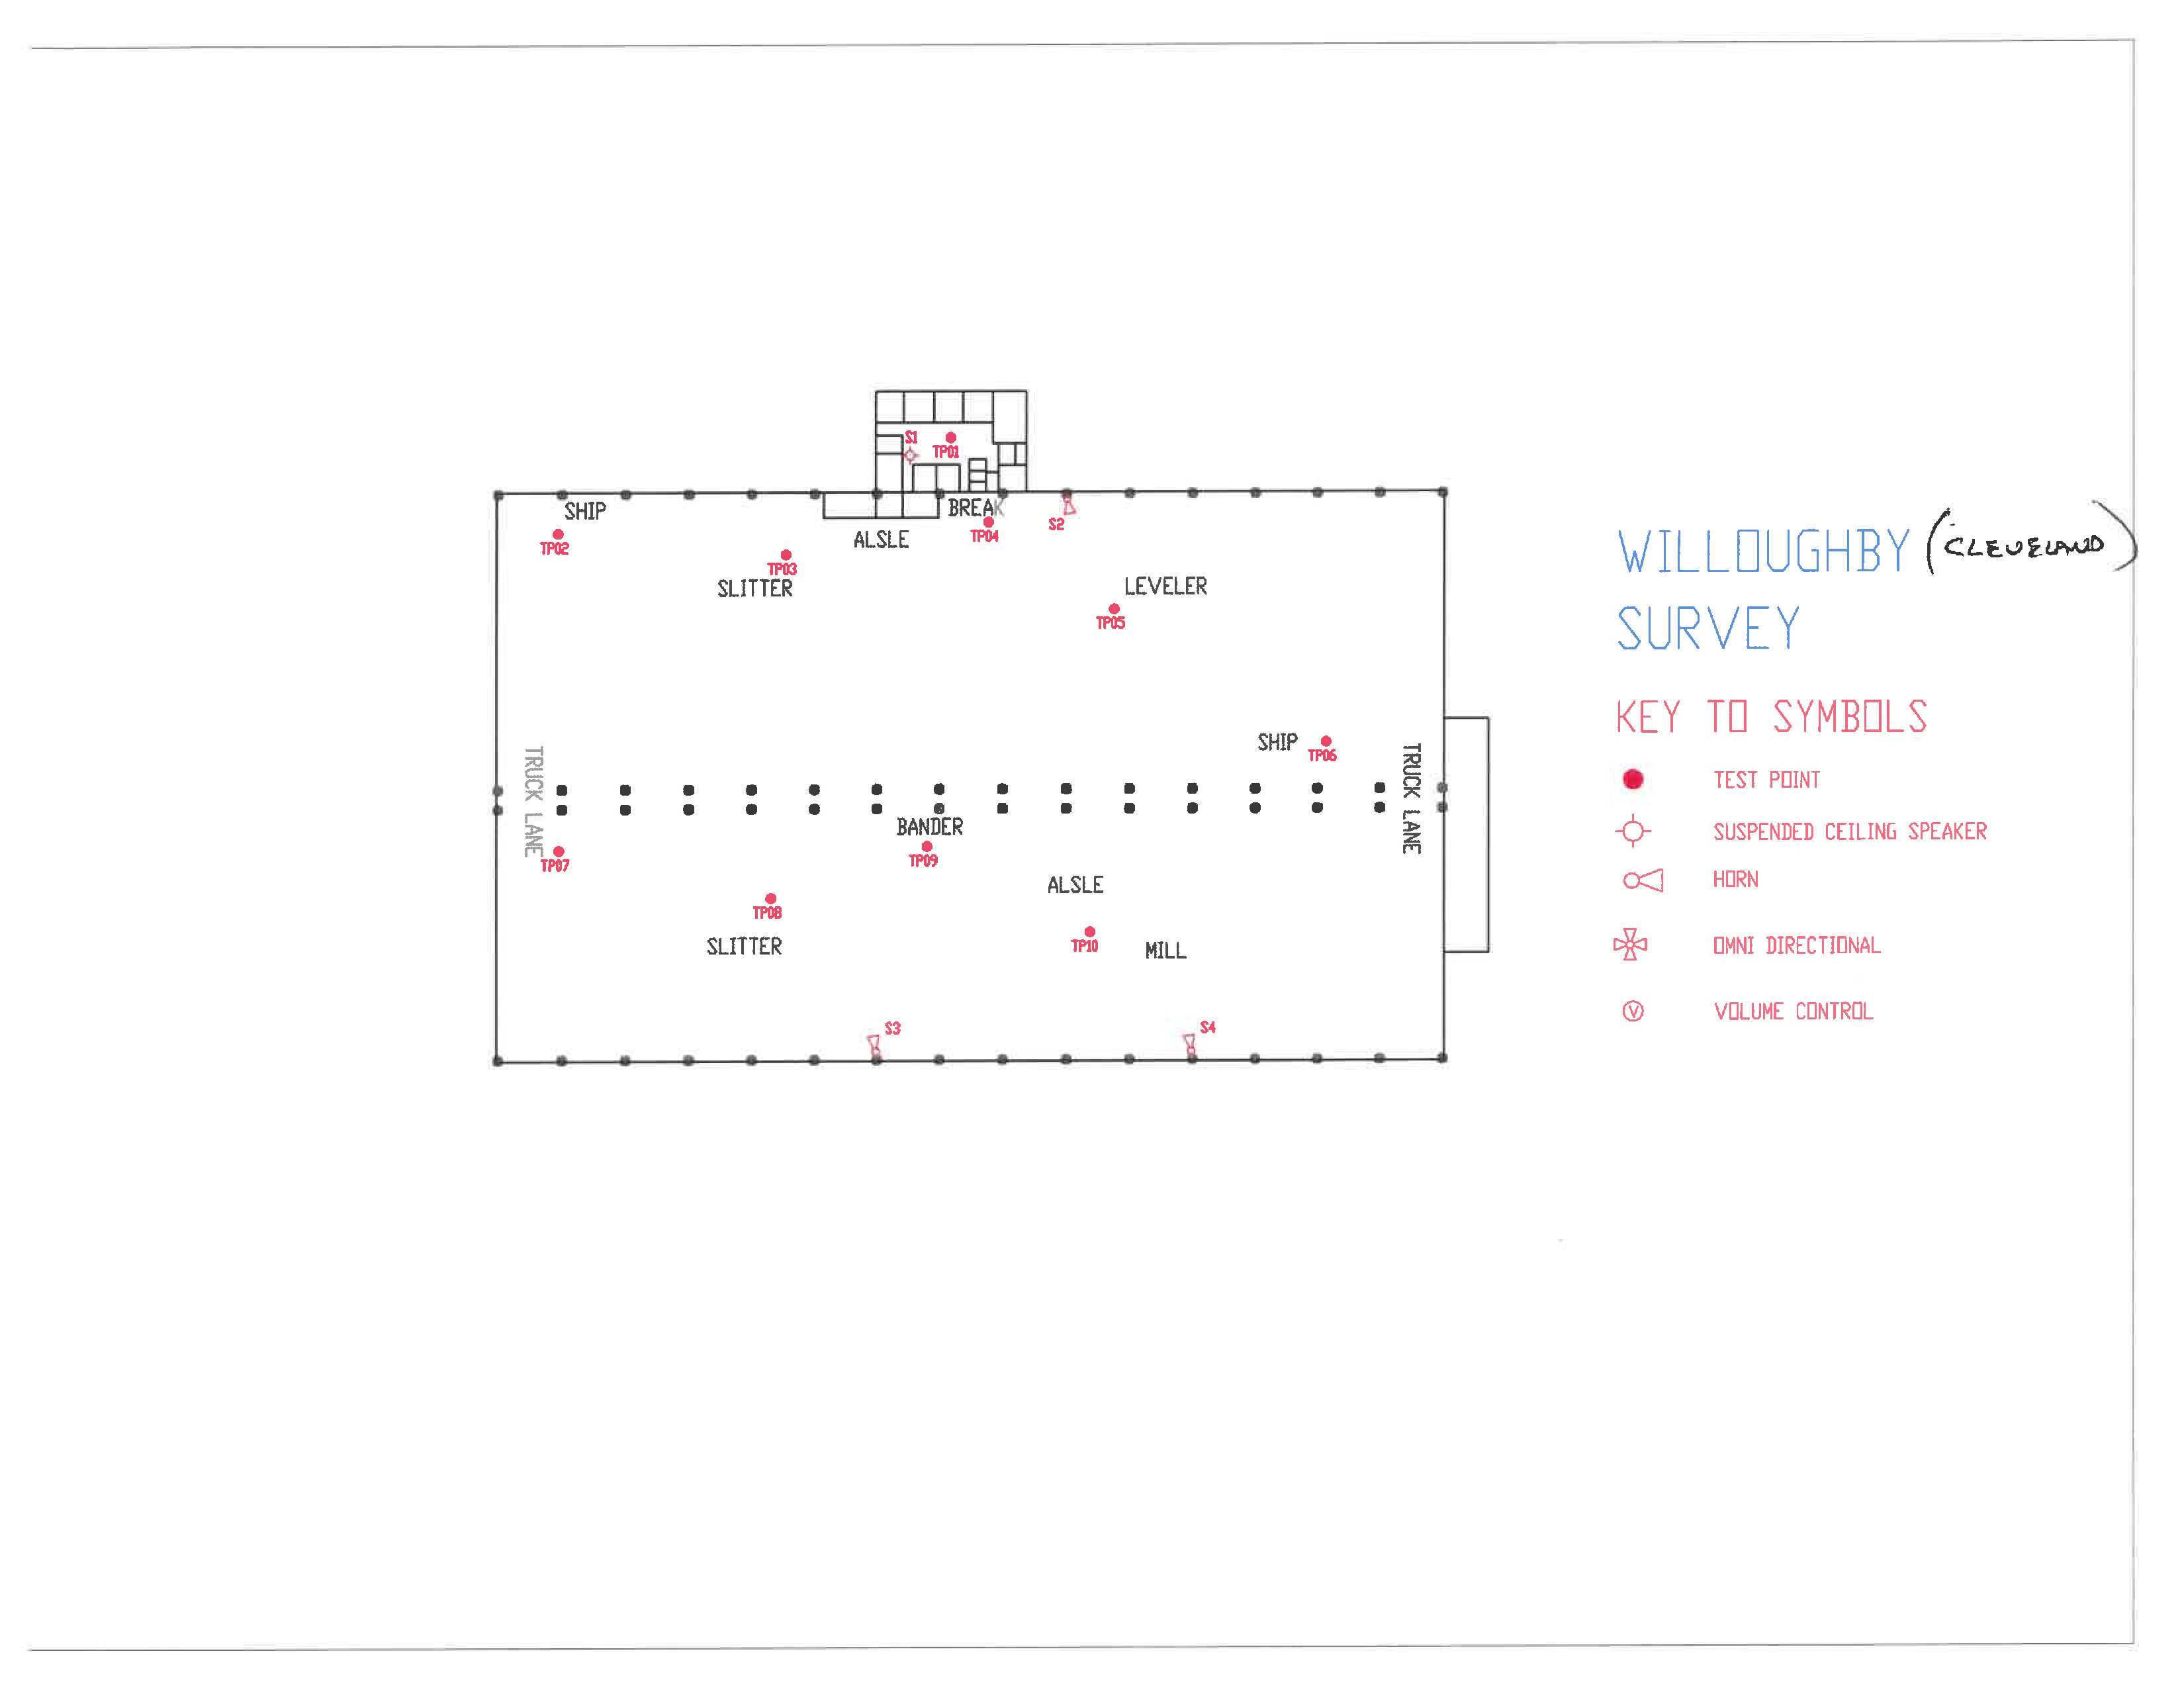 S1
TP01
SHIP
BREAK
TP02
ALSLE
TP04
S2
TP03
SLITTER
LEVELER
TP05
SHIP
TP06
TRUCK LANE
TRUCK LANE
BANDER
TP07
TP09
ALSLE
TP08
TP10
SLITTER
MILL
S3
S4
WILLOUGHBY (CLEVELAND)
SURVEY
KEY TO SYMBOLS
TEST POINT
SUSPENDED CEILING SPEAKER
HORN
OMNI DIRECTIONAL
V VOLUME CONTROL